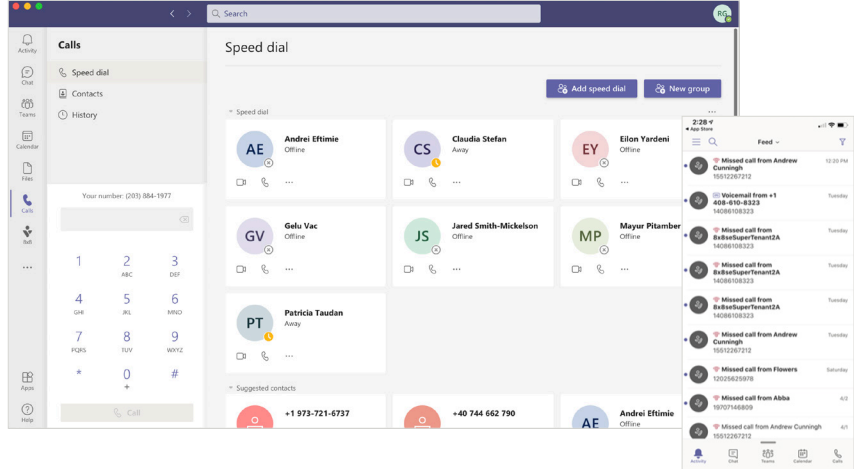 Search
RG
Activity
Chat
Teams
Calendar
Files
Calls
8x8
Apps
Help
Calls
Speed dial
Contacts
History
Your number: (203) 884-1977
1
2
ABC
3
DEF
4
GHI
5
JKL
6
MNO
7
PQRS
8
TUV
9
WXYZ
*
0
+
#
Call
Speed dial
Add speed dial
New group
Speed dial
AE
Andrei Eftimie
Offline
CS
Claudia Stefan
Away
EY
Eilon Yardeni
Offline
GV
Gelu Vac
Offline
JS
Jared Smith-Mickelson
Offline
MP
Mayur Pitamber
Offline
PT
Patricia Taudan
Away
Suggested contacts
+1 973-721-6737
+40 744 662 790
AE
Andrei Eftimie
Offline
2:28
App Store
Feed
Missed call from Andrew
Cunningh
15512267212
12:20 PM
Voicemail from +1
408-610-8323
14086108323
Tuesday
Missed call from
8x8seSuperTenant2A
14086108323
Tuesday
Missed call from
8x8seSuperTenant2A
14086108323
Tuesday
Missed call from
8x8seSuperTenant2A
14086108323
Tuesday
Missed call from Andrew
Cunningh
15512267212
Tuesday
Missed call from Flowers
12025625978
Saturday
Missed call from Abba
19707146809
4/2
Missed call from Andrew Cunningh
15512267212
4/1
Activity
Chat
Teams
Calendar
Calls